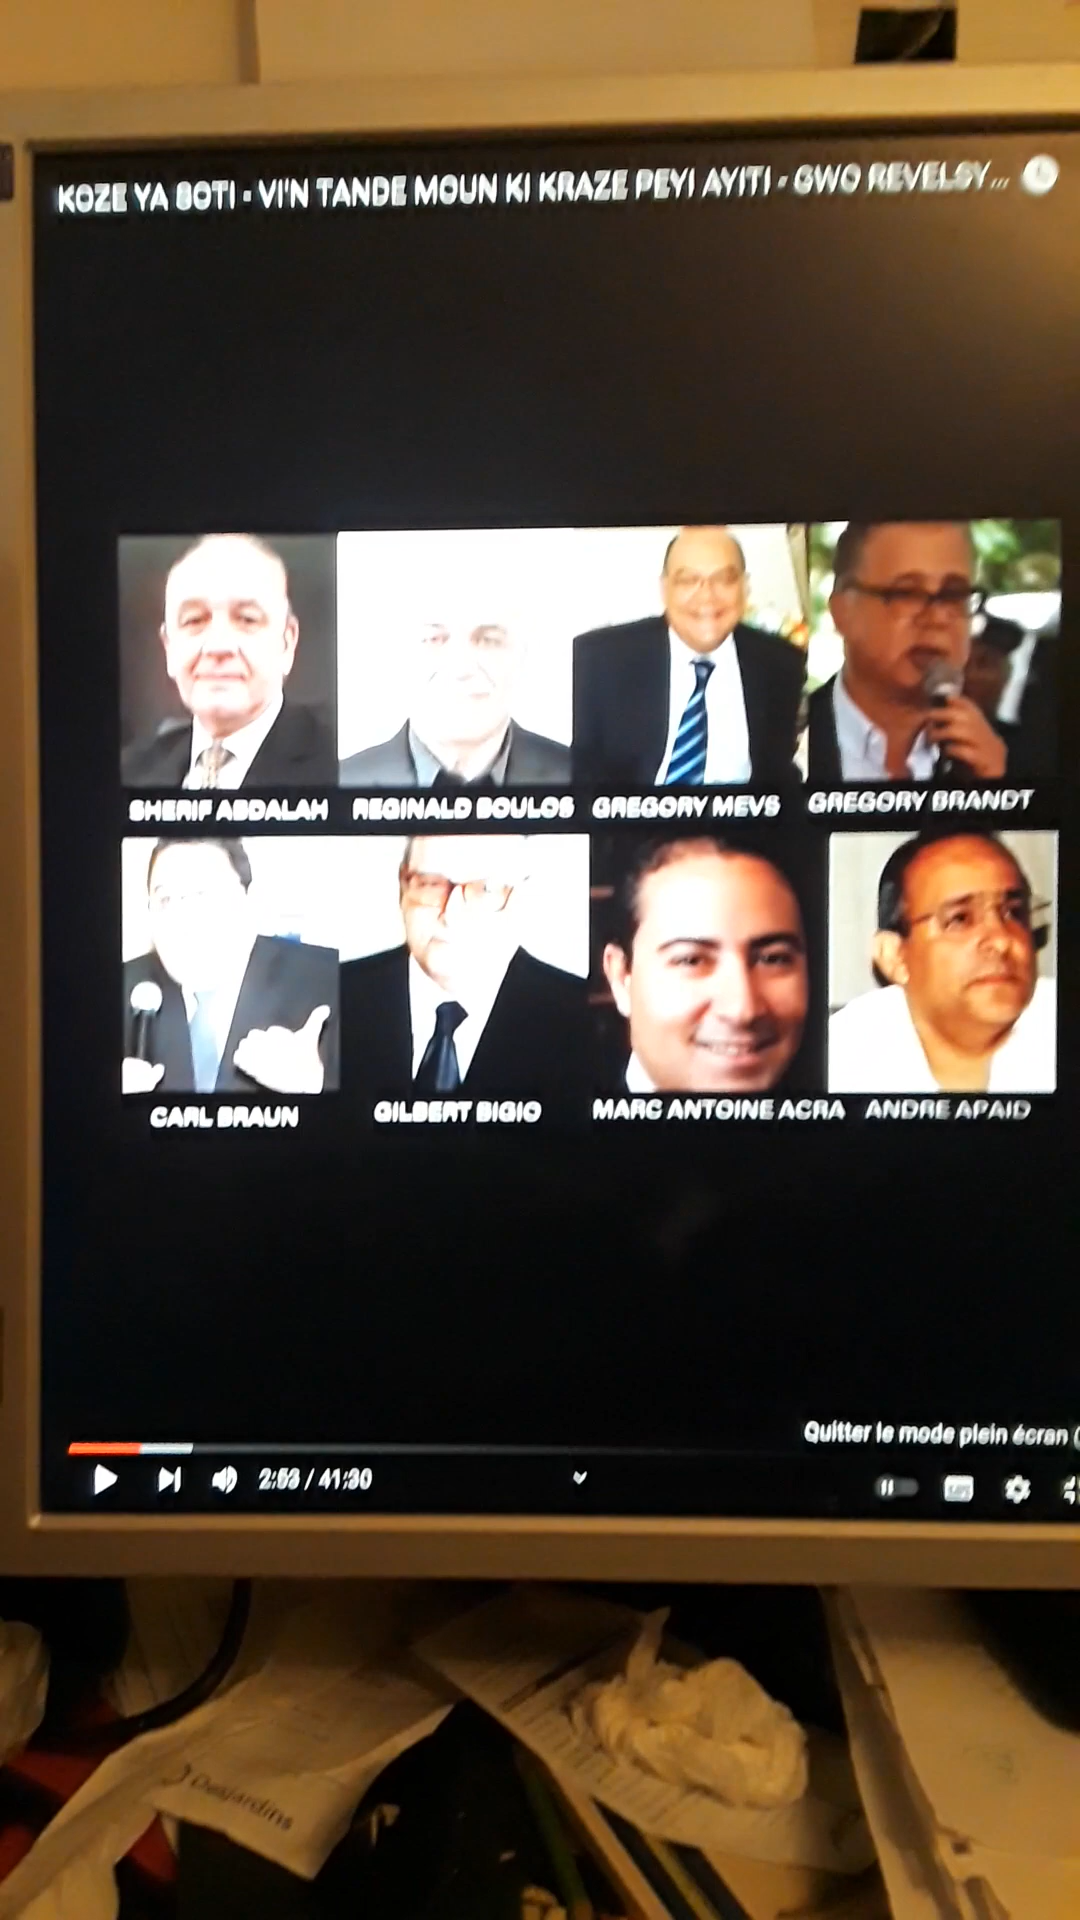 KOZE YA SOTI - VI'N TANDE MOUN KI KRAZE PEYI AYITI - GWO REVELSY...
SHERIF ABDALAH REGINALD BOULOS GREGORY MEVS GREGORY BRANDT
CARL BRAUN GILBERT BIGIO MARC ANTOINE ACRA ANDRE APAID
Quitter le mode plein écran (
2:53 / 41:30
Desjardins